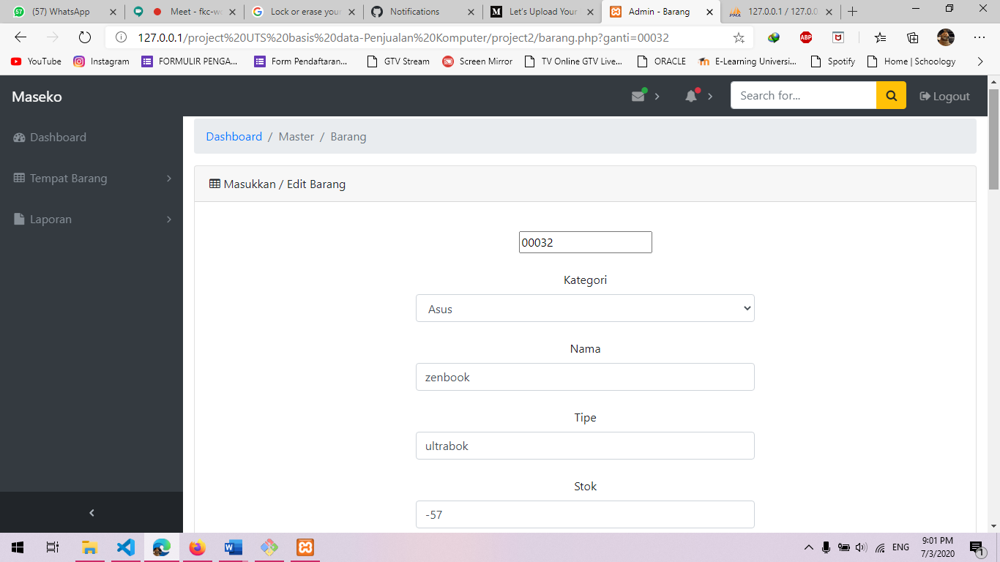 (57) WhatsApp
Meet - fkc-w
Lock or erase your
Notifications
Let's Upload Your
Admin - Barang
127.0.0.1 / 127.0.0
127.0.0.1/project%20UTS%20basis%20data-Penjualan%20Komputer/project2/barang.php?ganti=00032
YouTube
Instagram
FORMULIR PENGA...
Form Pendaftaran...
GTV Stream
Screen Mirror
TV Online GTV Live...
ORACLE
E-Learning Universi...
Spotify
Home | Schoology
Maseko
Search for...
Logout
Dashboard
Tempat Barang
Laporan
Dashboard / Master / Barang
Masukkan / Edit Barang
00032
Kategori
Asus
Nama
zenbook
Tipe
ultrabok
Stok
-57
ENG
9:01 PM
7/3/2020
1